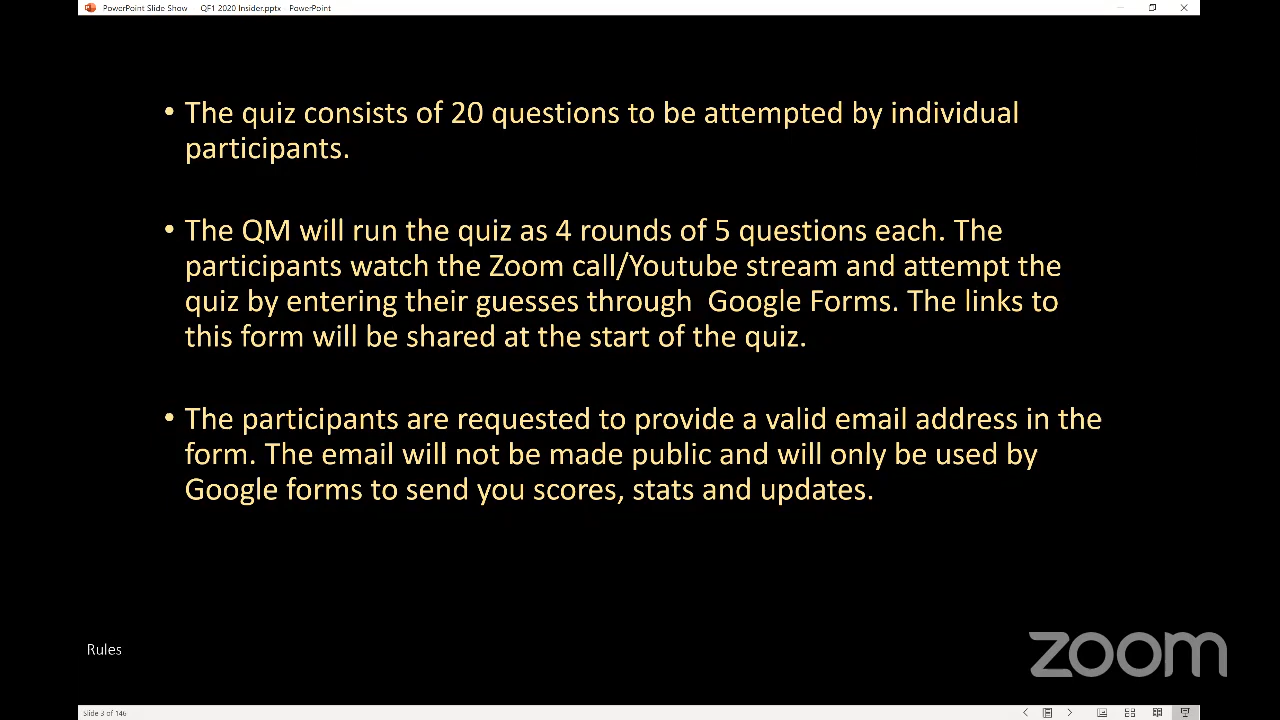 PowerPoint Slide Show   QF1 2020 Insider.pptx   PowerPoint
• The quiz consists of 20 questions to be attempted by individual
participants.
• The QM will run the quiz as 4 rounds of 5 questions each. The
participants watch the Zoom call/Youtube stream and attempt the
quiz by entering their guesses through  Google Forms. The links to
this form will be shared at the start of the quiz.
• The participants are requested to provide a valid email address in the
form. The email will not be made public and will only be used by
Google forms to send you scores, stats and updates.
Rules
zoom
Slide 3 of 146